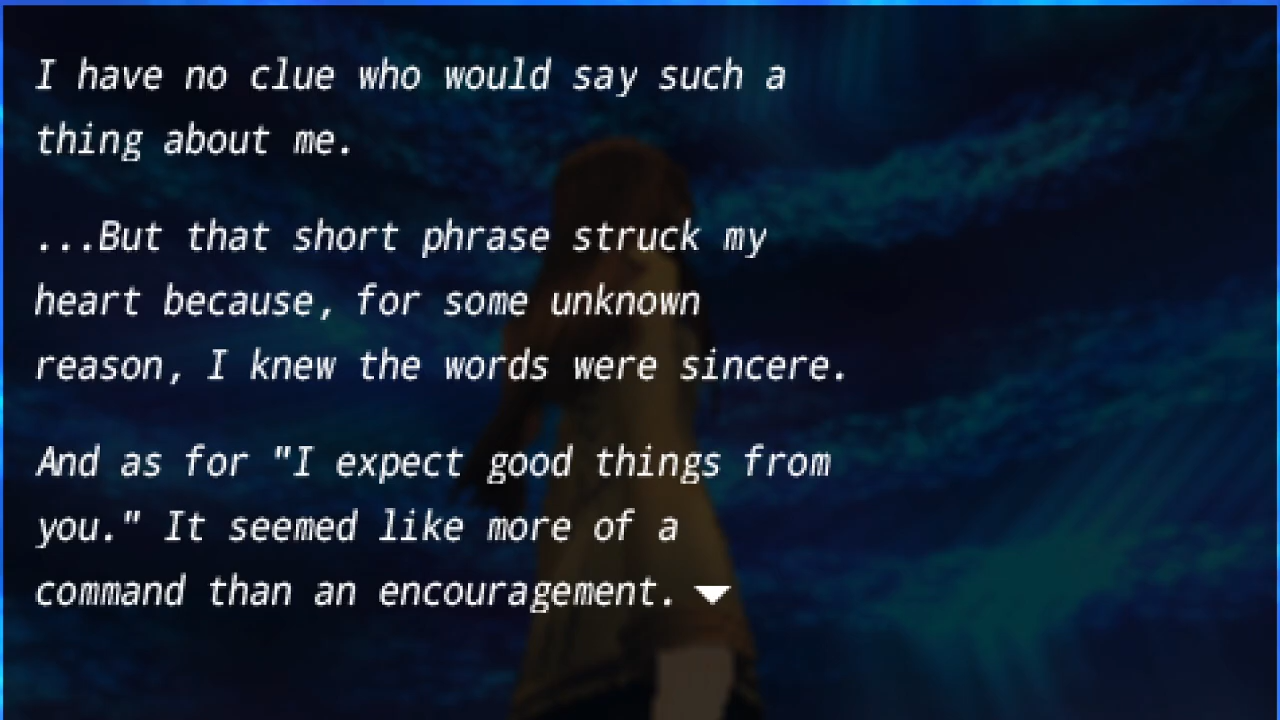 I have no clue who would say such a
thing about me.
...But that short phrase struck my
heart because, for some unknown
reason, I knew the words were sincere.
And as for "I expect good things from
you." It seemed like more of a
command than an encouragement.